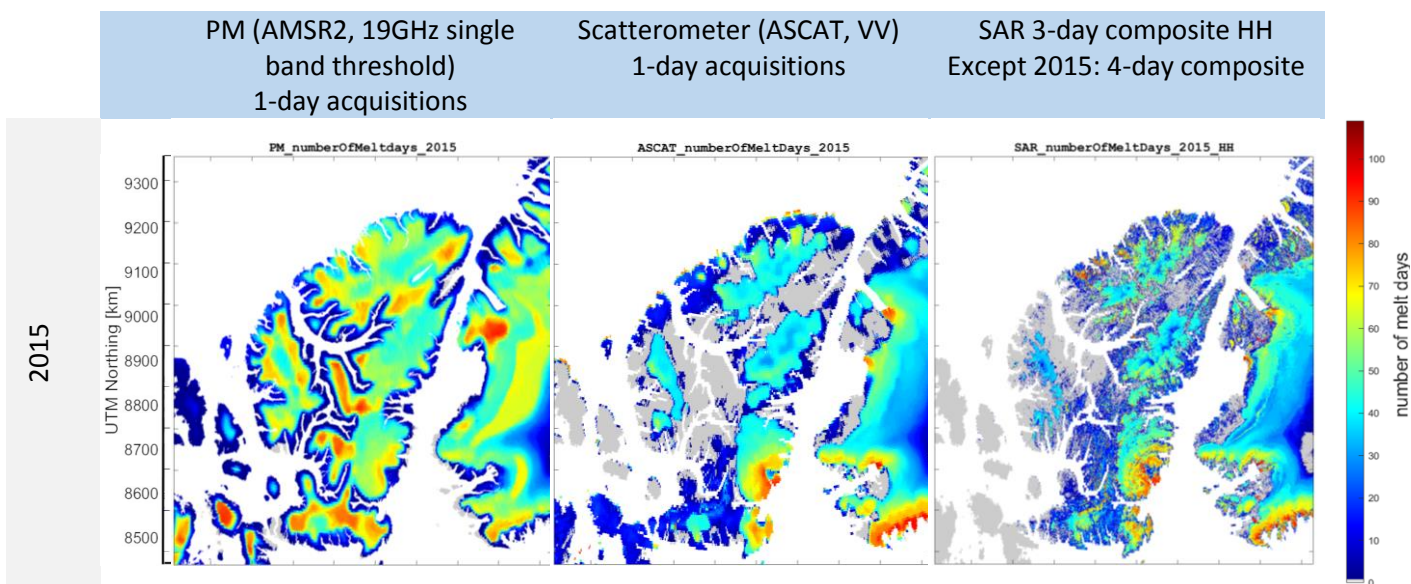 PM (AMSR2, 19GHz single
band threshold)
1-day acquisitions
Scatterometer (ASCAT, VV)
1-day acquisitions
SAR 3-day composite HH
Except 2015: 4-day composite
2015
PM_numberOfMeltdays_2015
ASCAT_numberOfMeltDays_2015
SAR_numberOfMeltDays_2015_HH
UTM Northing [km]
9300
9200
9100
9000
8900
8800
8700
8600
8500
100
90
80
70
60
50
40
30
20
10
0
number of melt days